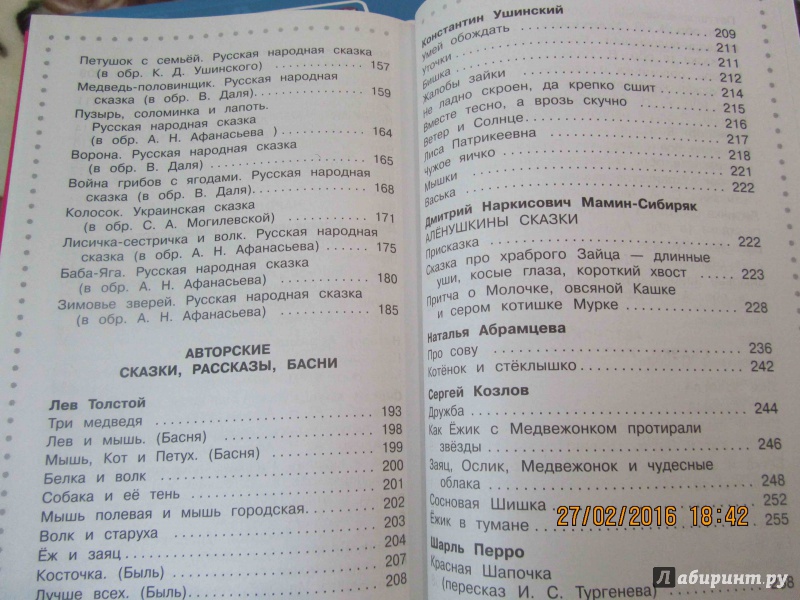 Петушок с семьёй. Русская народная сказка
(в обр. К. Д. Ушинского) 157
Медведь-половинщик. Русская народная
сказка (в обр. В. Даля). 159
Пузырь, соломинка и лапоть.
Русская народная сказка
(в обр. А. Н. Афанасьева ) 164
Ворона. Русская народная сказка
(в обр. В. Даля) 165
Война грибов с ягодами. Русская народная
сказка (в обр. В. Даля). 168
Колосок. Украинская сказка
(в обр. С. А. Могилевской) 171
Лисичка-сестричка и волк. Русская народная
сказка (в обр. А. Н. Афанасьева) 175
Баба-Яга. Русская народная сказка
(в обр. А. Н. Афанасьева) 180
Зимовье зверей. Русская народная сказка
(в обр. А. Н. Афанасьева) 185
АВТОРСКИЕ
СКАЗКИ, РАССКАЗЫ, БАСНИ
Лев Толстой
Три медведя 193
Лев и мышь. (Басня) 198
Мышь, Кот и Петух. (Басня) 199
Белка и волк 200
Собака и её тень 201
Мышь полевая и мышь городская. 202
Волк и старуха 203
Ёж и заяц 204
Косточка. (Быль) 207
Лучше всех. (Быль) 208
Константин Ушинский
Умей обождать 209
Уточки 211
Бишка 211
Жалобы зайки 212
Не ладно скроен, да крепко сшит 214
Вместе тесно, а врозь скучно 215
Ветер и Солнце 216
Лиса Патрикеевна 217
Чужое яичко 218
Мышки 221
Васька 222
Дмитрий Наркисович Мамин-Сибиряк
АЛЁНУШКИНЫ СКАЗКИ
Присказка 222
Сказка про храброго Зайца — длинные
уши, косые глаза, короткий хвост 223
Притча о Молочке, овсяной Кашке
и сером котишке Мурке 228
Наталья Абрамцева
Про сову 236
Котёнок и стёклышко 242
Сергей Козлов
Дружба 244
Как Ёжик с Медвежонком протирали
звёзды 246
Заяц, Ослик, Медвежонок и чудесные
облака 248
Сосновая Шишка 252
Ёжик в тумане 255
27/02/2016 18:42
Шарль Перро
Красная Шапочка
(пересказ И. С. Тургенева)
Лабиринт.ру